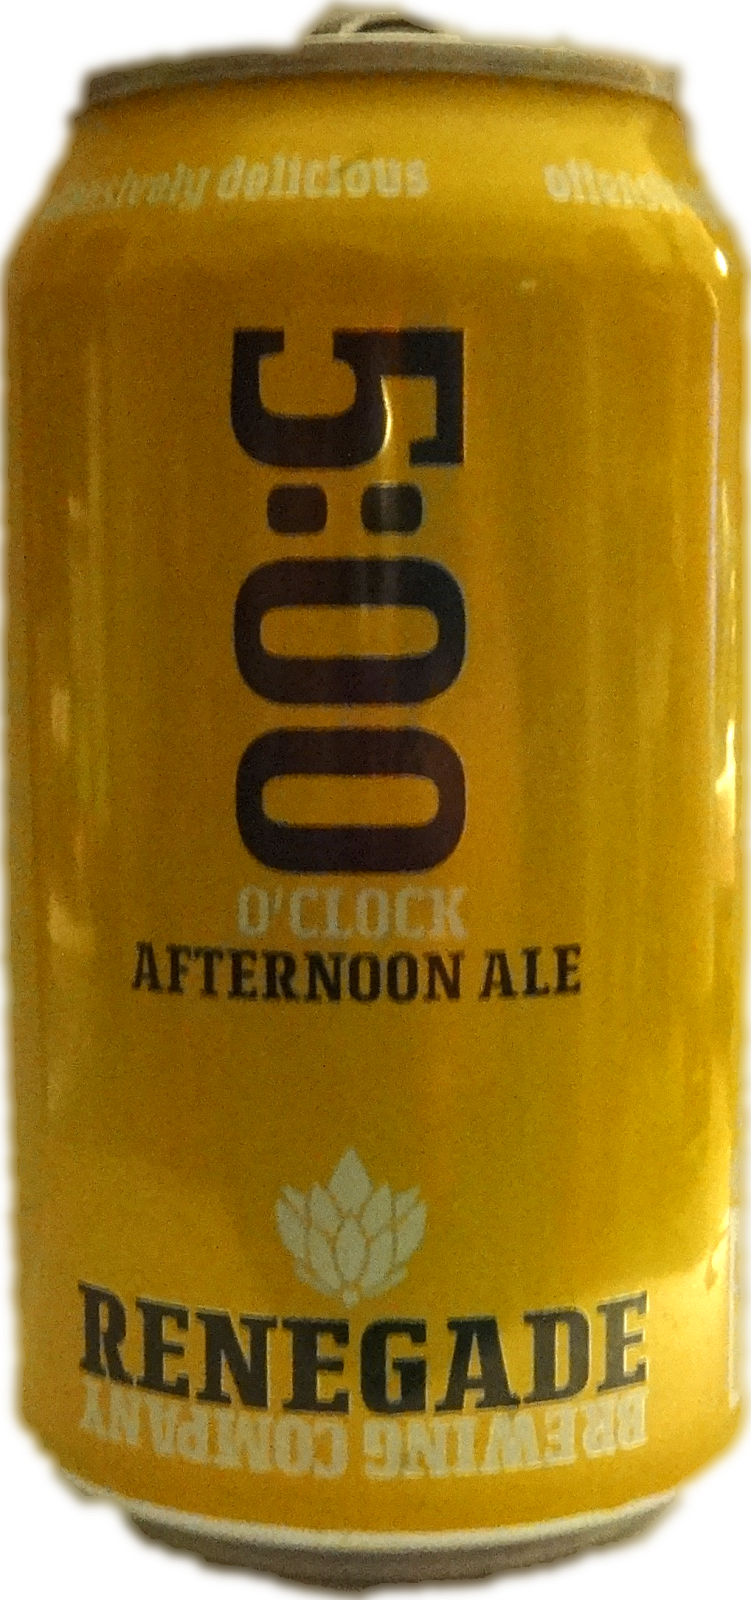 delicious
5:00
O'CLOCK
AFTERNOON ALE
RENEGADE
BREWING COMPANY